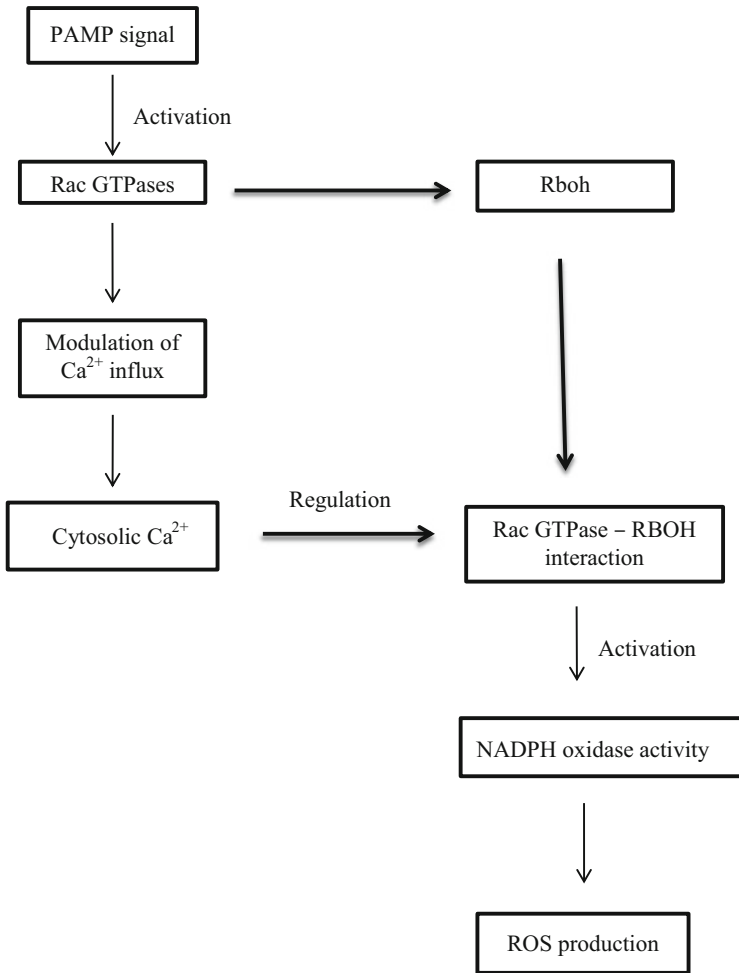 PAMP signal
Activation
Rac GTPases
Rboh
Modulation of
Ca²⁺ influx
Cytosolic Ca²⁺
Regulation
Rac GTPase – RBOH
interaction
Activation
NADPH oxidase activity
ROS production